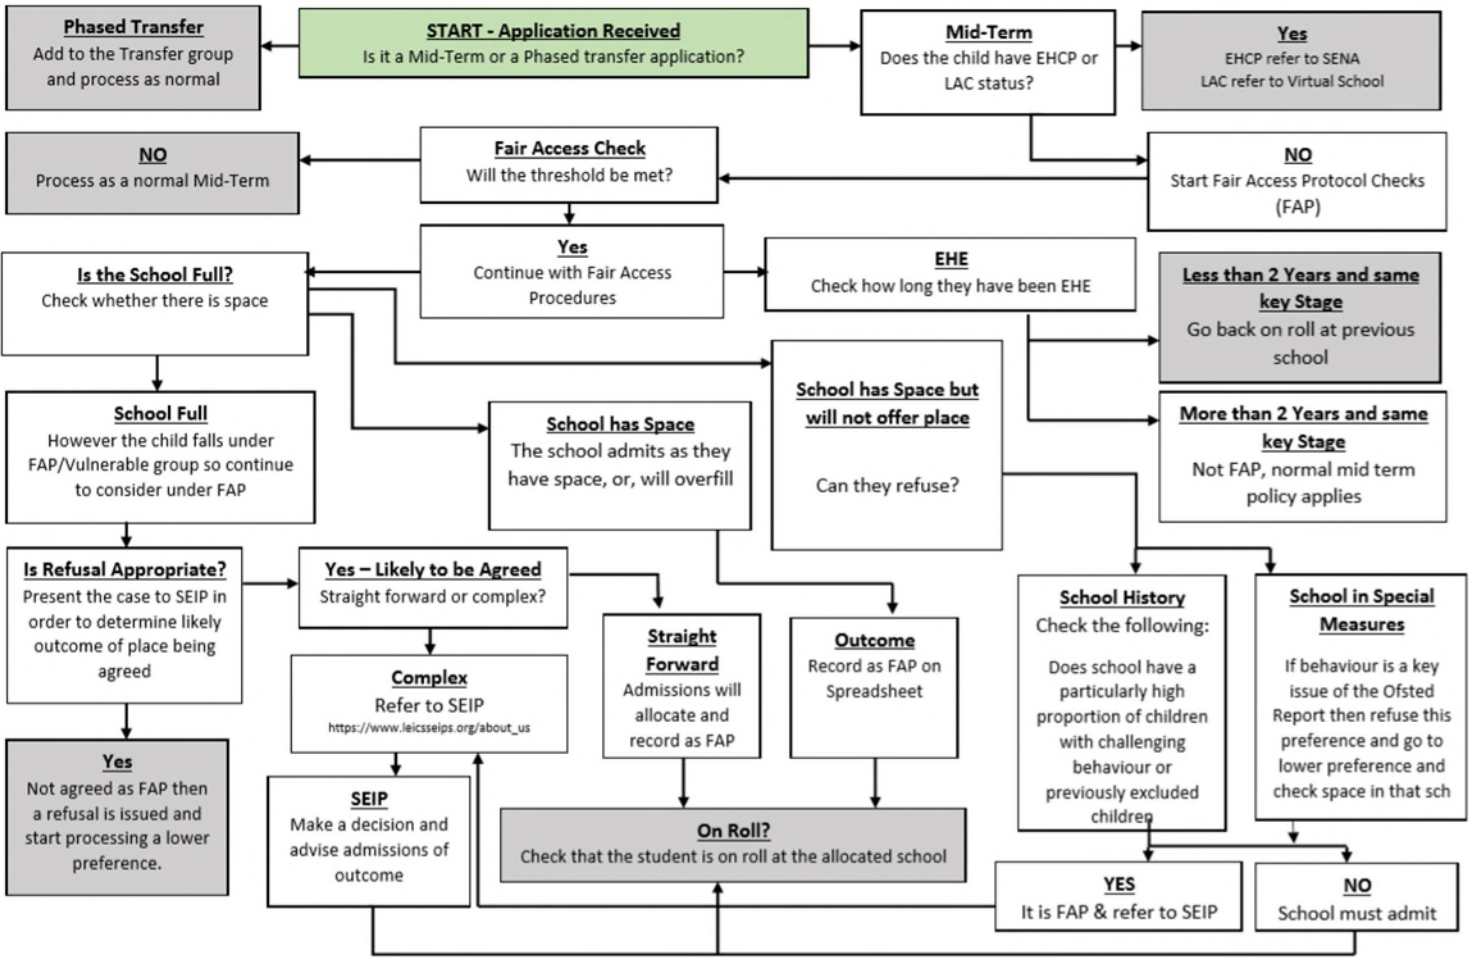 Phased Transfer
Add to the Transfer group
and process as normal
START - Application Received
Is it a Mid-Term or a Phased transfer application?
Mid-Term
Does the child have EHCP or
LAC status?
Yes
EHCP refer to SENA
LAC refer to Virtual School
NO
Process as a normal Mid-Term
Fair Access Check
Will the threshold be met?
NO
Start Fair Access Protocol Checks
(FAP)
Is the School Full?
Check whether there is space
Yes
Continue with Fair Access
Procedures
EHE
Check how long they have been EHE
Less than 2 Years and same
key Stage
Go back on roll at previous
school
School Full
However the child falls under
FAP/Vulnerable group so continue
to consider under FAP
School has Space
The school admits as they
have space, or, will overfill
School has Space but
will not offer place
Can they refuse?
More than 2 Years and same
key Stage
Not FAP, normal mid term
policy applies
Is Refusal Appropriate?
Present the case to SEIP in
order to determine likely
outcome of place being
agreed
Yes – Likely to be Agreed
Straight forward or complex?
Complex
Refer to SEIP
https://www.leicsseips.org/about_us
Straight
Forward
Admissions will
allocate and
record as FAP
Outcome
Record as FAP on
Spreadsheet
School History
Check the following:
Does school have a
particularly high
proportion of children
with challenging
behaviour or
previously excluded
children
School in Special
Measures
If behaviour is a key
issue of the Ofsted
Report then refuse this
preference and go to
lower preference and
check space in that sch
Yes
Not agreed as FAP then
a refusal is issued and
start processing a lower
preference.
SEIP
Make a decision and
advise admissions of
outcome
On Roll?
Check that the student is on roll at the allocated school
YES
It is FAP & refer to SEIP
NO
School must admit